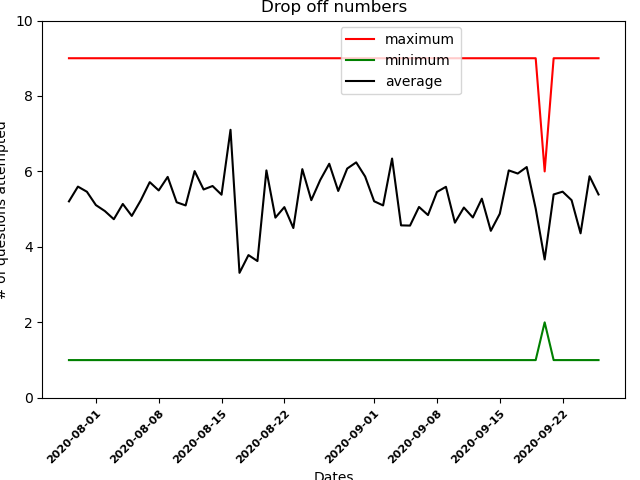 Drop off numbers
maximum
minimum
average
# of questions attempted
10
8
6
4
2
0
2020-08-01
2020-08-08
2020-08-15
2020-08-22
2020-09-01
2020-09-08
2020-09-15
2020-09-22
Dates